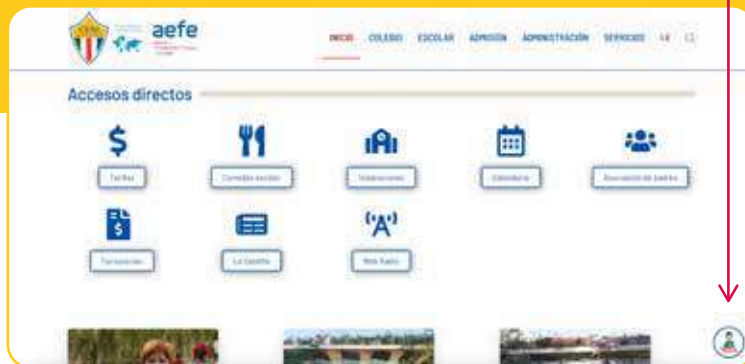 aefe
INICIO COLEGIO ESCOLAR ADMISIÓN ADMINISTRACIÓN SERVICIOS
Accesos directos
Tarifas
Comedor escolar
Instalaciones
Calendario
Asociación de padres
Facturación
La Gazette
Web Radio